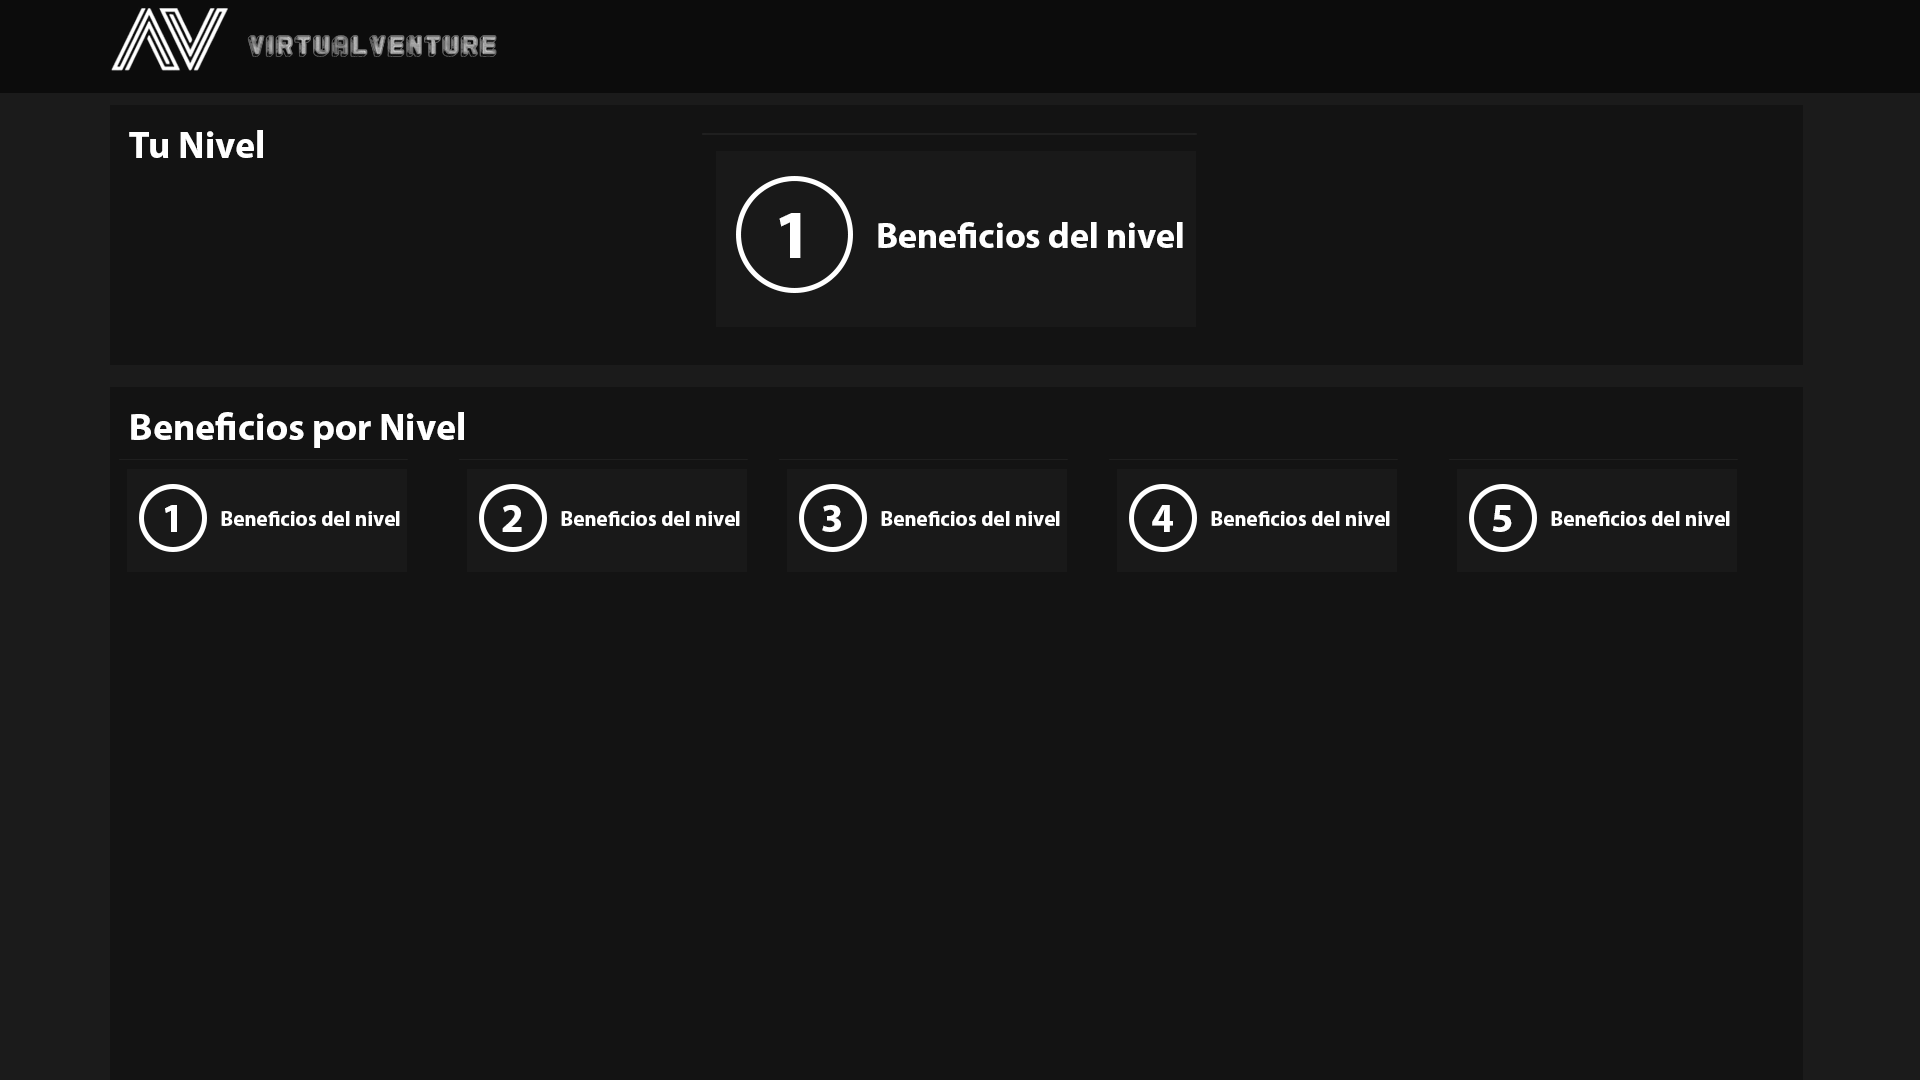 AV VIRTUALVENTURE
Tu Nivel
1 Beneficios del nivel
Beneficios por Nivel
1 Beneficios del nivel
2 Beneficios del nivel
3 Beneficios del nivel
4 Beneficios del nivel
5 Beneficios del nivel